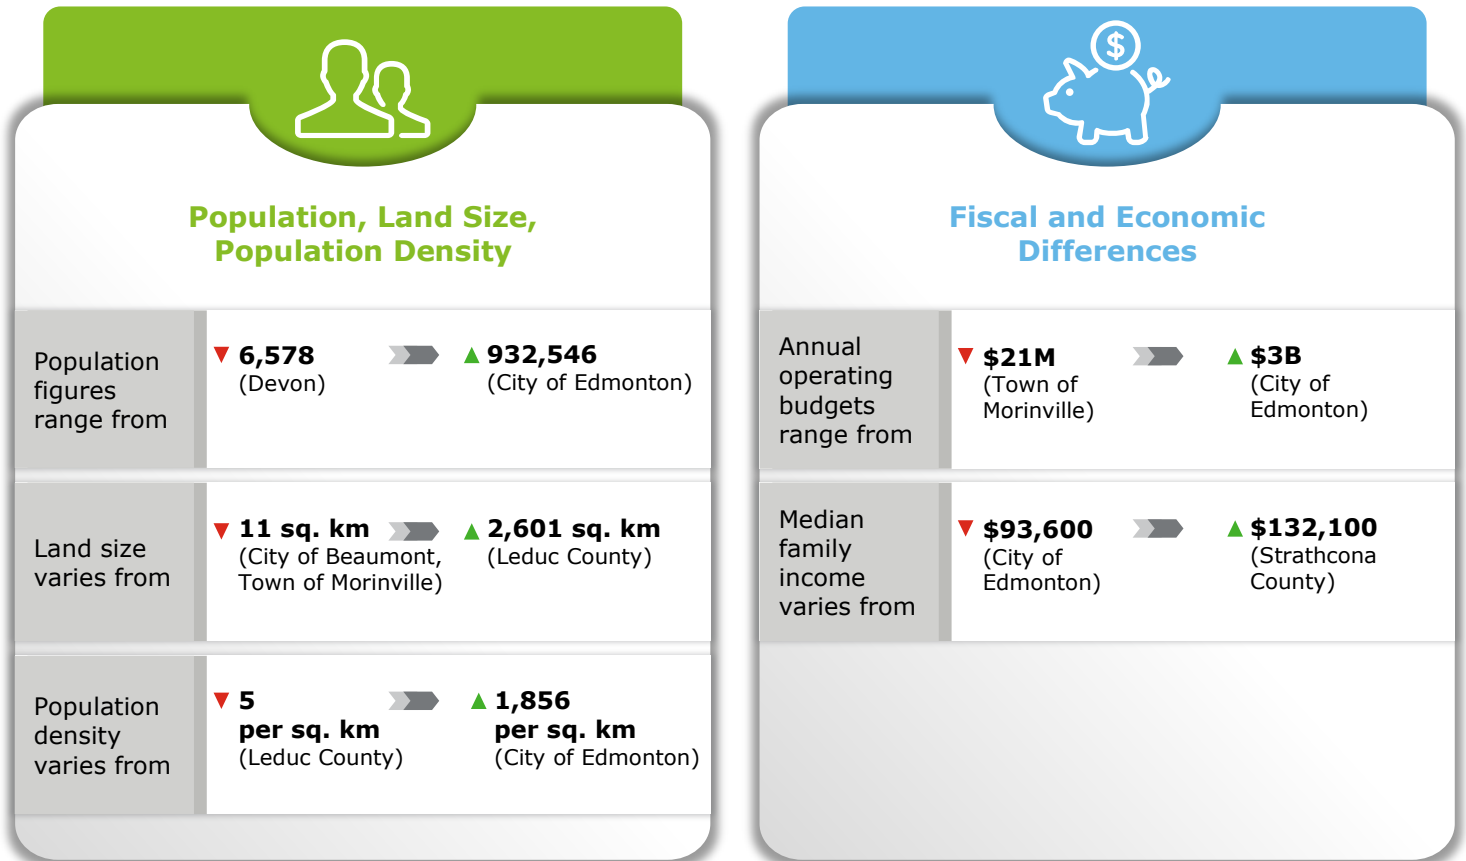 $
Population, Land Size,
Population Density
Population
figures
range from
6,578
(Devon)
932,546
(City of Edmonton)
Land size
varies from
11 sq. km
(City of Beaumont,
Town of Morinville)
2,601 sq. km
(Leduc County)
Population
density
varies from
5
per sq. km
(Leduc County)
1,856
per sq. km
(City of Edmonton)
Fiscal and Economic
Differences
Annual
operating
budgets
range from
$21M
(Town of
Morinville)
$3B
(City of
Edmonton)
Median
family
income
varies from
$93,600
(City of
Edmonton)
$132,100
(Strathcona
County)